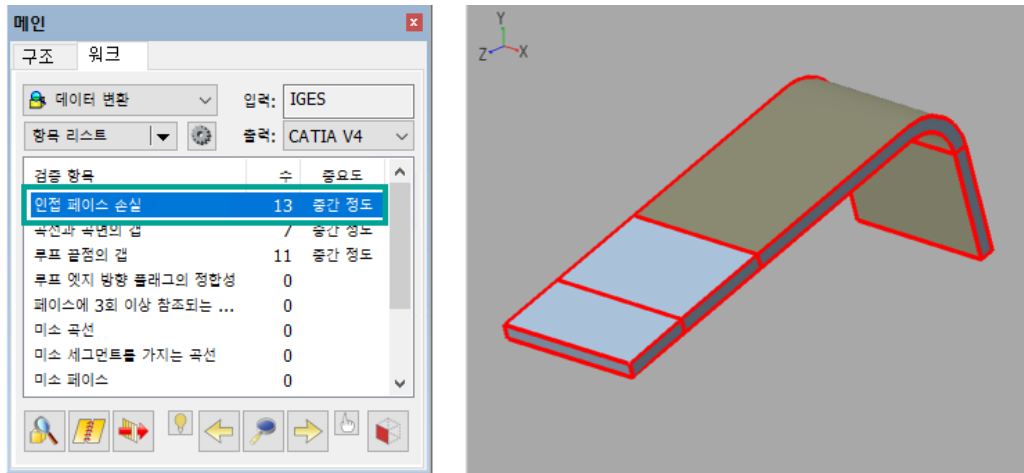 메인
구조 워크
데이터 변환 입력: IGES
항목 리스트 출력: CATIA V4
검증 항목 수 중요도
인접 페이스 손실 13 중간 정도
곡선과 곡면의 갭 7 중간 정도
루프 끝점의 갭 11 중간 정도
루프 엣지 방향 플래그의 정합성 0
페이스에 3회 이상 참조되는 ... 0
미소 곡선 0
미소 세그먼트를 가지는 곡선 0
미소 페이스 0
Y
Z X